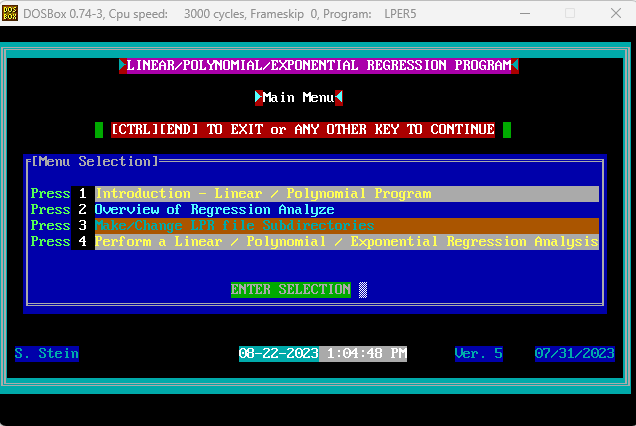 DOSBox 0.74-3, Cpu speed: 3000 cycles, Frameskip 0, Program: LPER5
LINEAR/POLYNOMIAL/EXPONENTIAL REGRESSION PROGRAM
Main Menu
[CTRL][END] TO EXIT or ANY OTHER KEY TO CONTINUE
[Menu Selection]
Press 1 Introduction - Linear / Polynomial Program
Press 2 Overview of Regression Analyze
Press 3 Make/Change LPR file Subdirectories
Press 4 Perform a Linear / Polynomial / Exponential Regression Analysis
ENTER SELECTION
S. Stein 08-22-2023 1:04:48 PM Ver. 5 07/31/2023